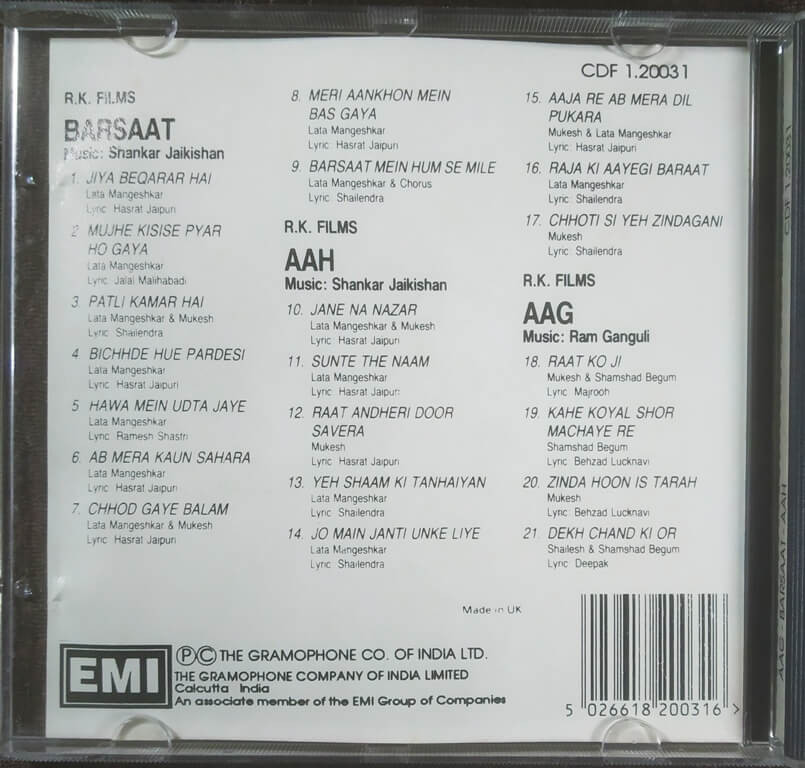 CDF 1.20031
R.K. FILMS
BARSAAT
Music: Shankar Jaikishan
1. JIYA BEQARAR HAI
Lata Mangeshkar
Lyric: Hasrat Jaipuri
2 MUJHE KISISE PYAR
HO GAYA
Lata Mangeshkar
Lyric: Jalal Malihabadi
3. PATLI KAMAR HAI
Lata Mangeshkar & Mukesh
Lyric: Shailendra
4 BICHHDE HUE PARDESI
Lata Mangeshkar
Lyric: Hasrat Jaipuri
5 HAWA MEIN UDTA JAYE
Lata Mangeshkar
Lyric: Ramesh Shastri
6. AB MERA KAUN SAHARA
Lata Mangeshkar
Lyric: Hasrat Jaipuri
7. CHHOD GAYE BALAM
Lata Mangeshkar & Mukesh
Lyric: Hasrat Jaipuri
8. MERI AANKHON MEIN
BAS GAYA
Lata Mangeshkar
Lyric: Hasrat Jaipuri
9. BARSAAT MEIN HUM SE MILE
Lata Mangeshkar & Chorus
Lyric: Shailendra
R.K. FILMS
AAH
Music: Shankar Jaikishan
10. JANE NA NAZAR
Lata Mangeshkar & Mukesh
Lyric: Hasrat Jaipuri
11. SUNTE THE NAAM
Lata Mangeshkar
Lyric: Hasrat Jaipuri
12. RAAT ANDHERI DOOR
SAVERA
Mukesh
Lyric: Hasrat Jaipuri
13. YEH SHAAM KI TANHAIYAN
Lata Mangeshkar
Lyric: Shailendra
14. JO MAIN JANTI UNKE LIYE
Lata Mangeshkar
Lyric: Shailendra
15. AAJA RE AB MERA DIL
PUKARA
Mukesh & Lata Mangeshkar
Lyric: Hasrat Jaipuri
16. RAJA KI AAYEGI BARAAT
Lata Mangeshkar
Lyric: Shailendra
17. CHHOTI SI YEH ZINDAGANI
Mukesh
Lyric: Shailendra
R.K. FILMS
AAG
Music: Ram Ganguli
18. RAAT KO JI
Mukesh & Shamshad Begum
Lyric: Majrooh
19. KAHE KOYAL SHOR
MACHAYE RE
Shamshad Begum
Lyric: Behzad Lucknavi
20. ZINDA HOON IS TARAH
Mukesh
Lyric: Behzad Lucknavi
21. DEKH CHAND KI OR
Shailesh & Shamshad Begum
Lyric: Deepak
Made in UK
EMI
ⓅⒸ THE GRAMOPHONE CO. OF INDIA LTD.
THE GRAMOPHONE COMPANY OF INDIA LIMITED
Calcutta India
An associate member of the EMI Group of Companies
5 026618 200316 >
CDF 1.20031
AAG - BARSAAT - AAH